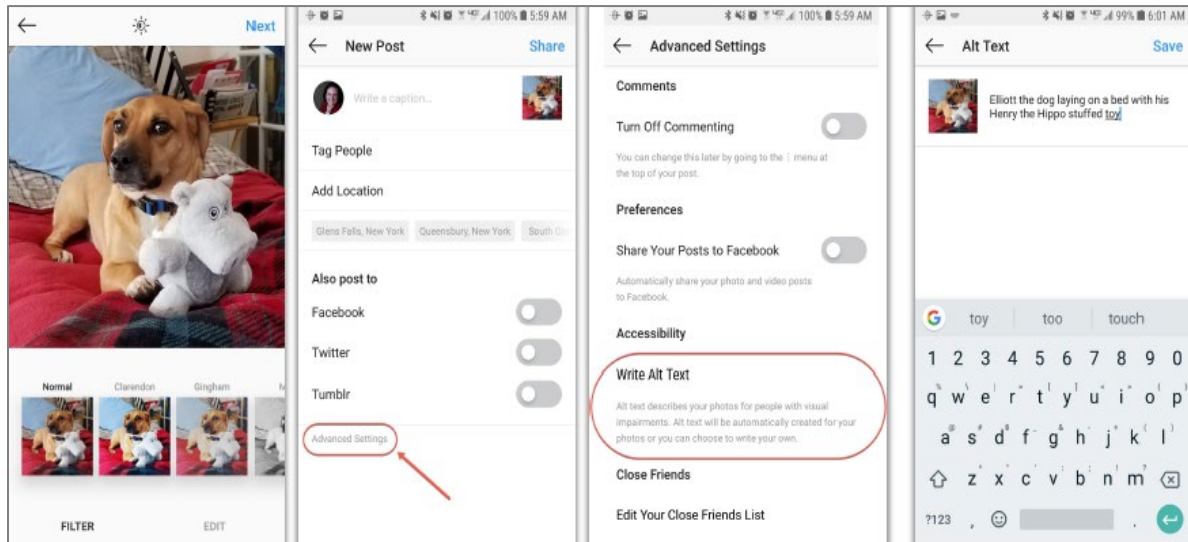 Next
Normal
Clarendon
Gingham
M
FILTER
EDIT
100% 5:59 AM
New Post
Share
Write a caption...
Tag People
Add Location
Glens Falls, New York
Queensbury, New York
South Gle
Also post to
Facebook
Twitter
Tumblr
Advanced Settings
100% 5:59 AM
Advanced Settings
Comments
Turn Off Commenting
You can change this later by going to the ⋮ menu at
the top of your post.
Preferences
Share Your Posts to Facebook
Automatically share your photo and video posts
to Facebook.
Accessibility
Write Alt Text
Alt text describes your photos for people with visual
impairments. Alt text will be automatically created for your
photos or you can choose to write your own.
Close Friends
Edit Your Close Friends List
99% 6:01 AM
Alt Text
Save
Elliott the dog laying on a bed with his
Henry the Hippo stuffed toy
G toy too touch
1 2 3 4 5 6 7 8 9 0
q w e r t y u i o p
a s d f g h j k l
z x c v b n m
?123 , .